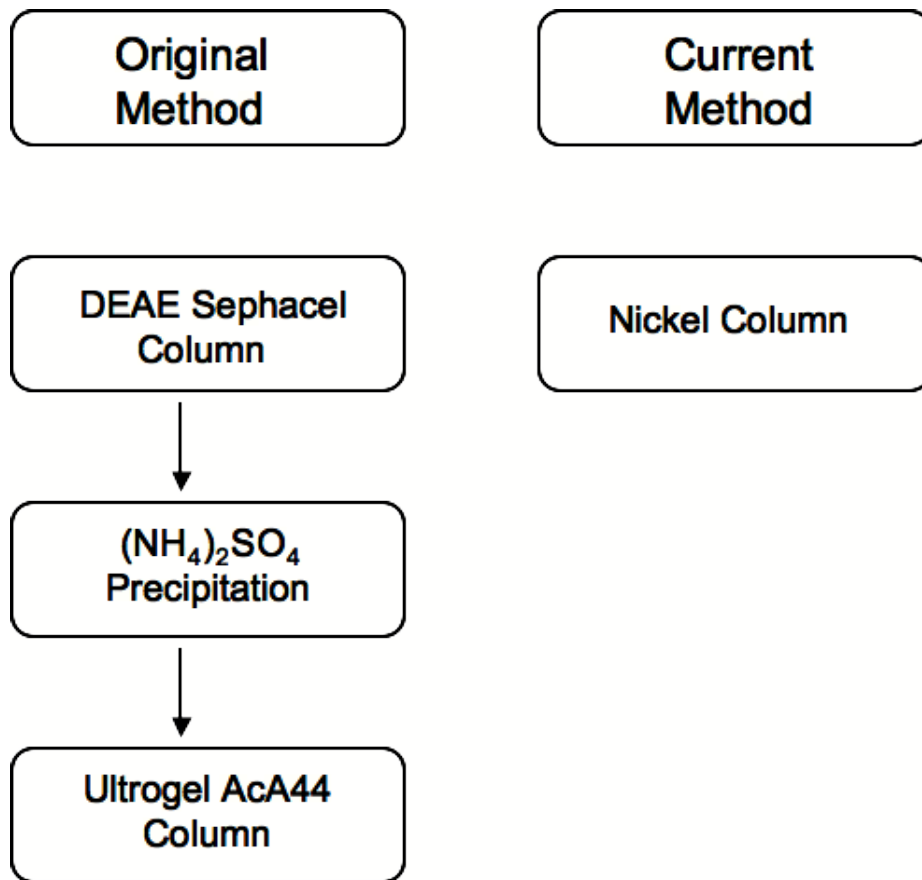 Original
Method
Current
Method
DEAE Sephacel
Column
Nickel Column
(NH₄)₂SO₄
Precipitation
Ultrogel AcA44
Column